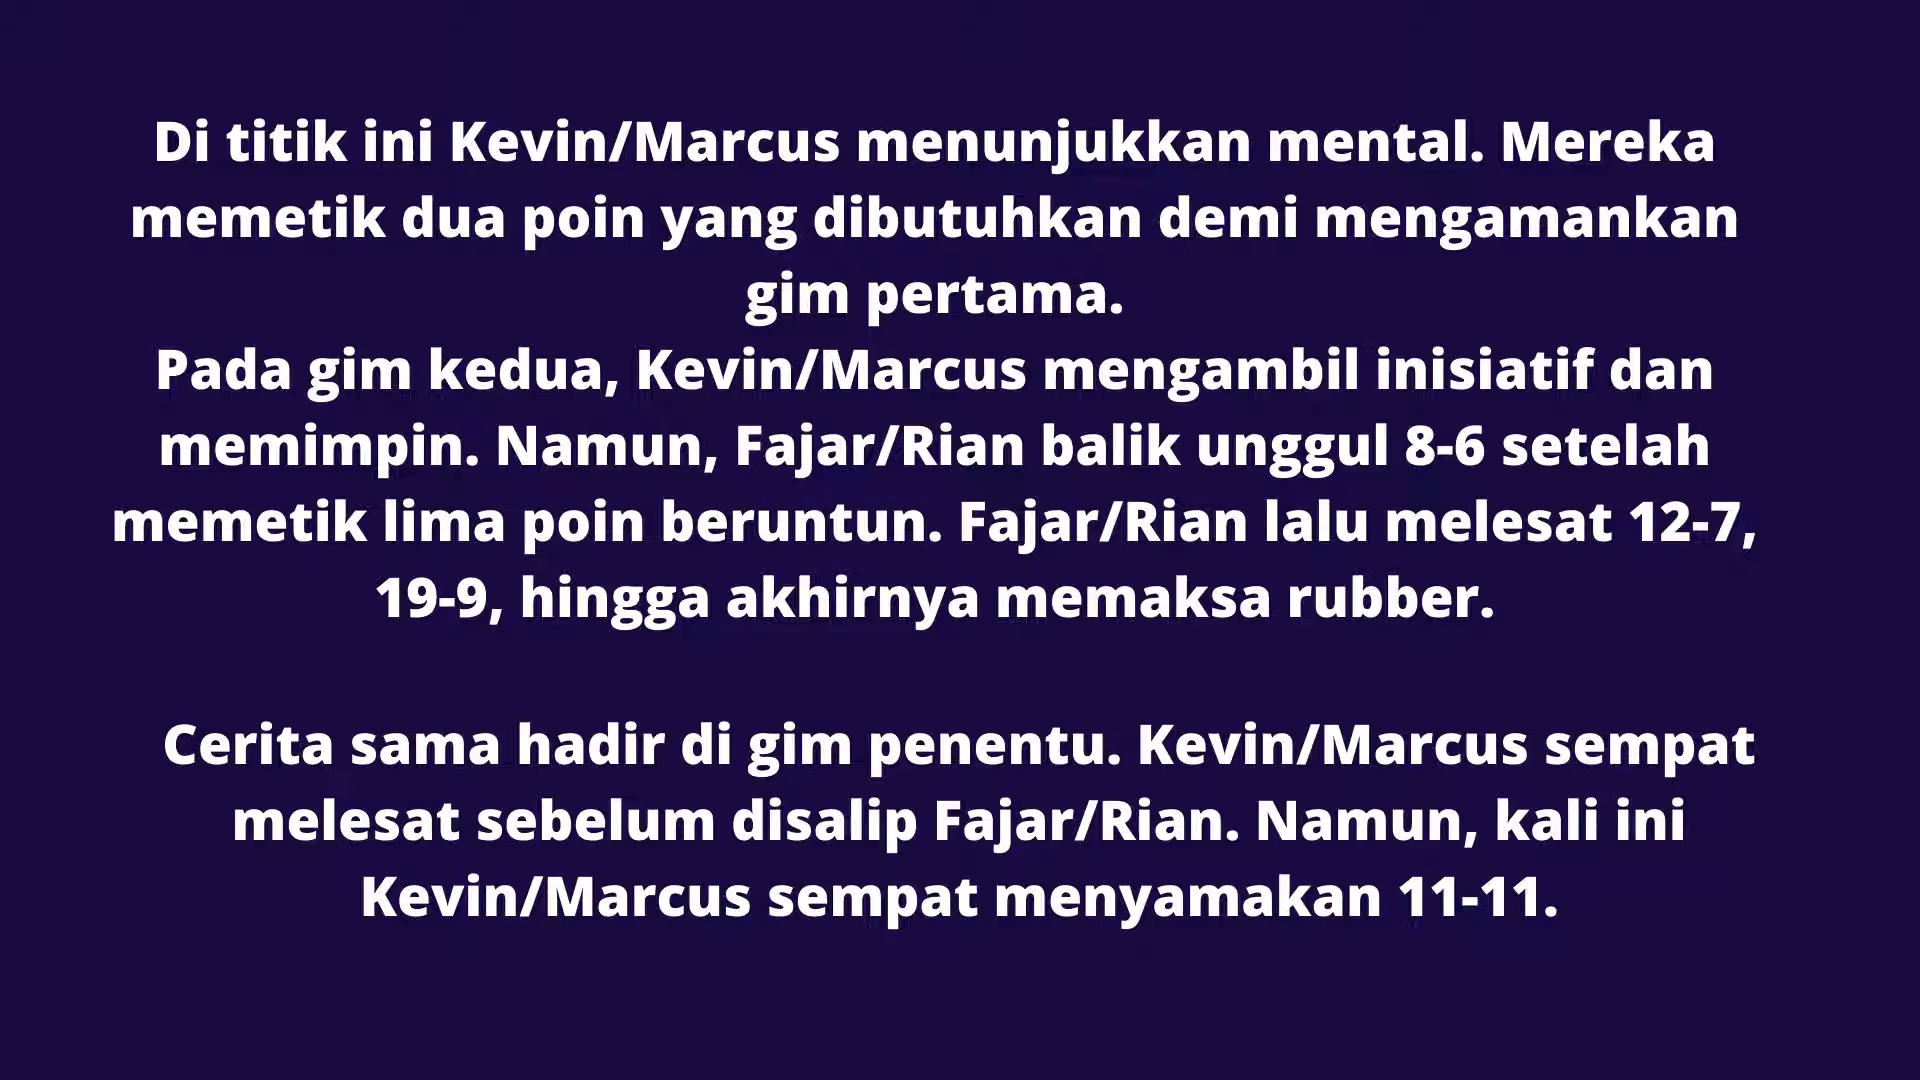 Di titik ini Kevin/Marcus menunjukkan mental. Mereka
memetik dua poin yang dibutuhkan demi mengamankan
gim pertama.
Pada gim kedua, Kevin/Marcus mengambil inisiatif dan
memimpin. Namun, Fajar/Rian balik unggul 8-6 setelah
memetik lima poin beruntun. Fajar/Rian lalu melesat 12-7,
19-9, hingga akhirnya memaksa rubber.
Cerita sama hadir di gim penentu. Kevin/Marcus sempat
melesat sebelum disalip Fajar/Rian. Namun, kali ini
Kevin/Marcus sempat menyamakan 11-11.